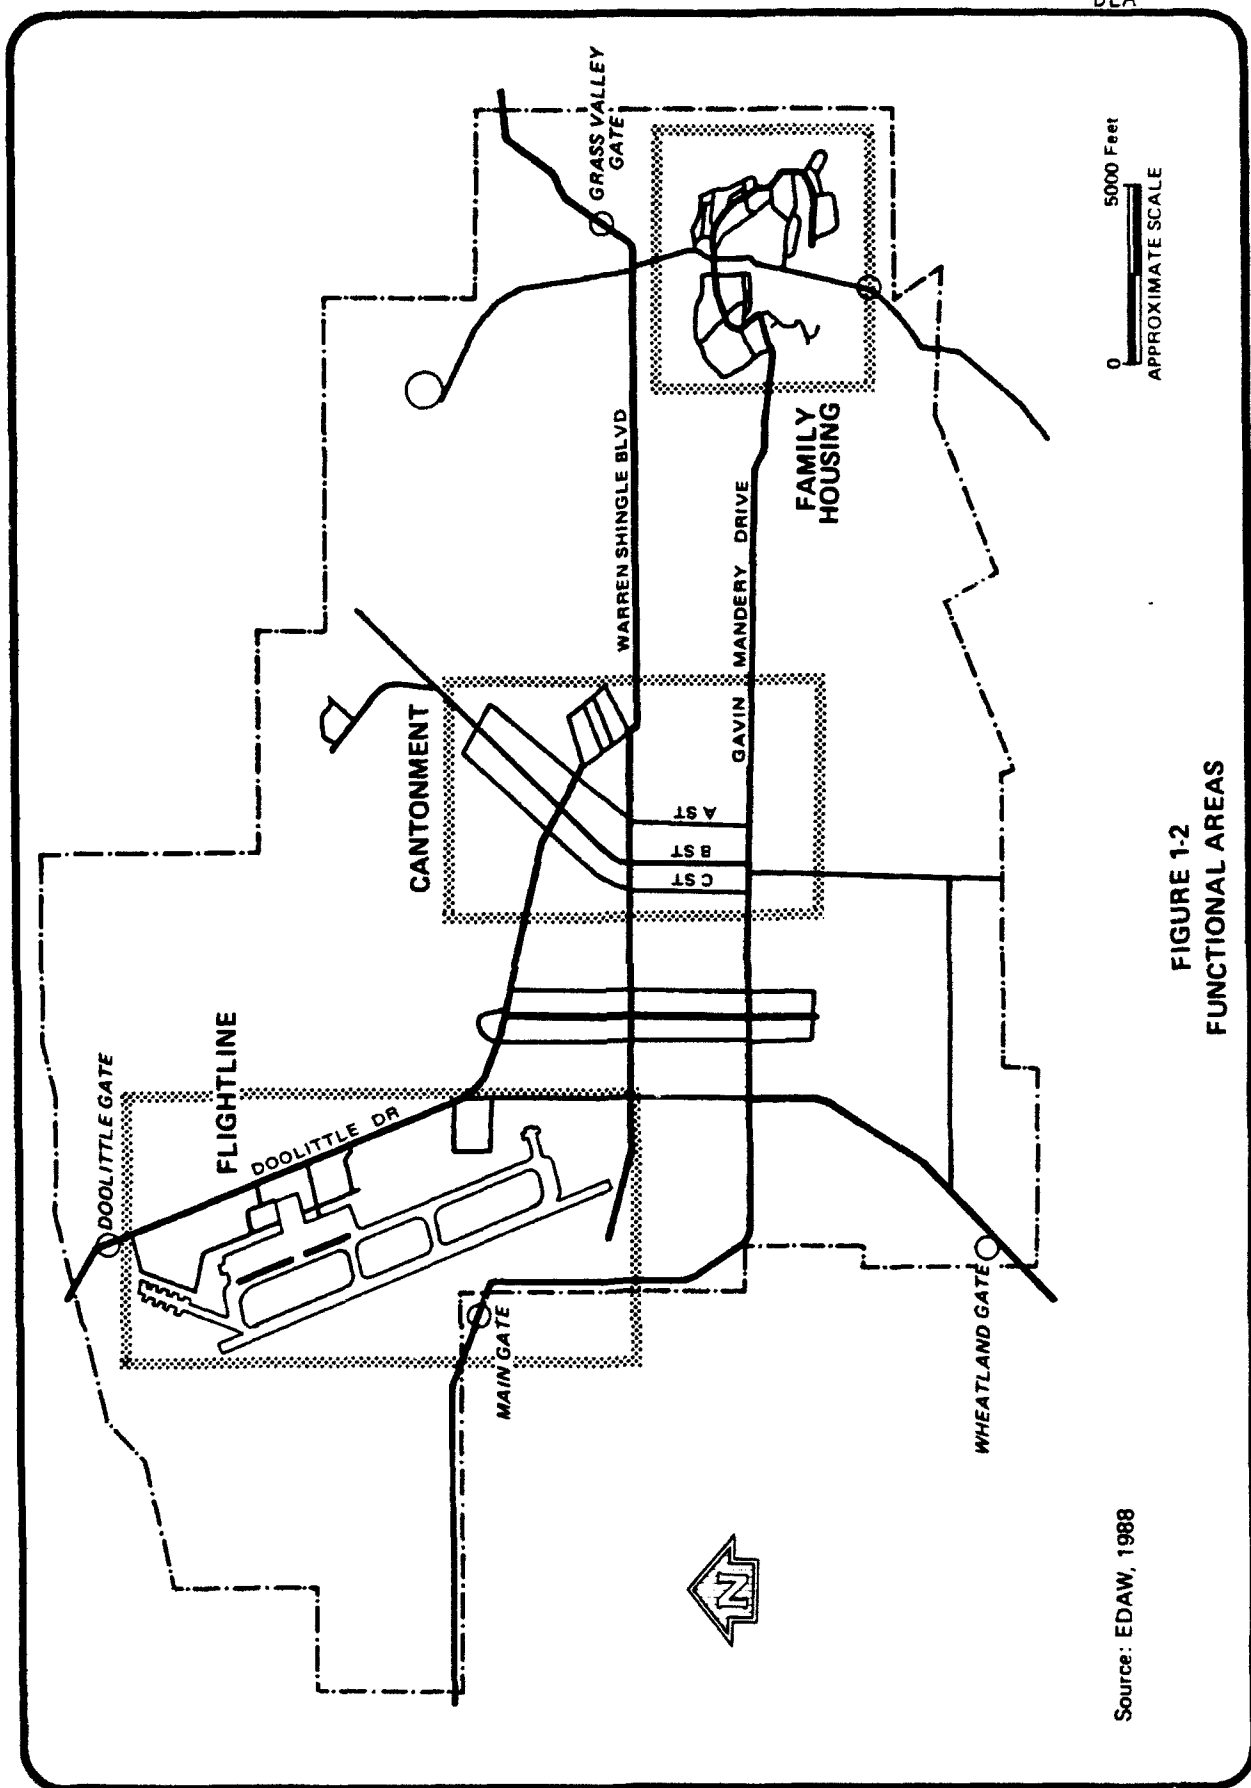 DOOLITTLE GATE
FLIGHTLINE
DOOLITTLE DR
MAIN GATE
WHEATLAND GATE
CANTONMENT
C ST
B ST
A ST
WARREN SHINGLE BLVD
GAVIN MANDERY DRIVE
GRASS VALLEY
GATE
FAMILY
HOUSING
N
0
5000 Feet
APPROXIMATE SCALE
Source: EDAW, 1988
FIGURE 1-2
FUNCTIONAL AREAS